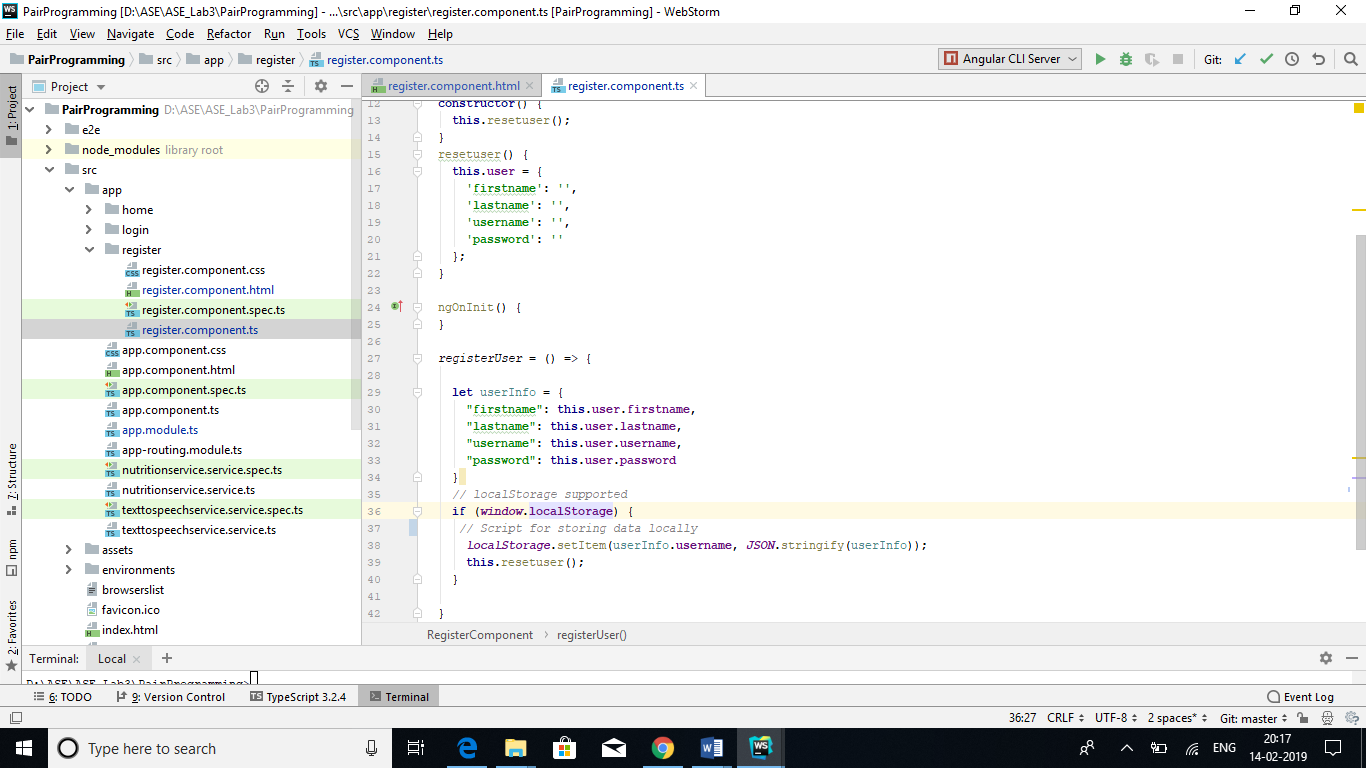 PairProgramming [D:\ASE\ASE_Lab3\PairProgramming] - ...\src\app\register\register.component.ts [PairProgramming] - WebStorm
File Edit View Navigate Code Refactor Run Tools VCS Window Help
PairProgramming src app register register.component.ts
Angular CLI Server
Git:
1: Project
Project
register.component.html
register.component.ts
PairProgramming D:\ASE\ASE_Lab3\PairProgramming
e2e
node_modules library root
src
app
home
login
register
register.component.css
register.component.html
register.component.spec.ts
register.component.ts
app.component.css
app.component.html
app.component.spec.ts
app.component.ts
app.module.ts
app-routing.module.ts
nutritionservice.service.spec.ts
nutritionservice.service.ts
texttospeechservice.service.spec.ts
texttospeechservice.service.ts
assets
environments
browserslist
favicon.ico
index.html
7: Structure
npm
2: Favorites
12 constructor() {
13 this.resetuser();
14 }
15 resetuser() {
16 this.user = {
17 'firstname': '',
18 'lastname': '',
19 'username': '',
20 'password': ''
21 };
22 }
23
24 ngOnInit() {
25 }
26
27 registerUser = () => {
28
29 let userInfo = {
30 "firstname": this.user.firstname,
31 "lastname": this.user.lastname,
32 "username": this.user.username,
33 "password": this.user.password
34 }
35 // localStorage supported
36 if (window.localStorage) {
37 // Script for storing data locally
38 localStorage.setItem(userInfo.username, JSON.stringify(userInfo));
39 this.resetuser();
40 }
41
42 }
RegisterComponent registerUser()
Terminal: Local
D:\ASE\ASE_Lab3\PairProgramming>
6: TODO 9: Version Control TypeScript 3.2.4 Terminal Event Log
36:27 CRLF UTF-8 2 spaces* Git: master
Type here to search
ENG
20:17
14-02-2019